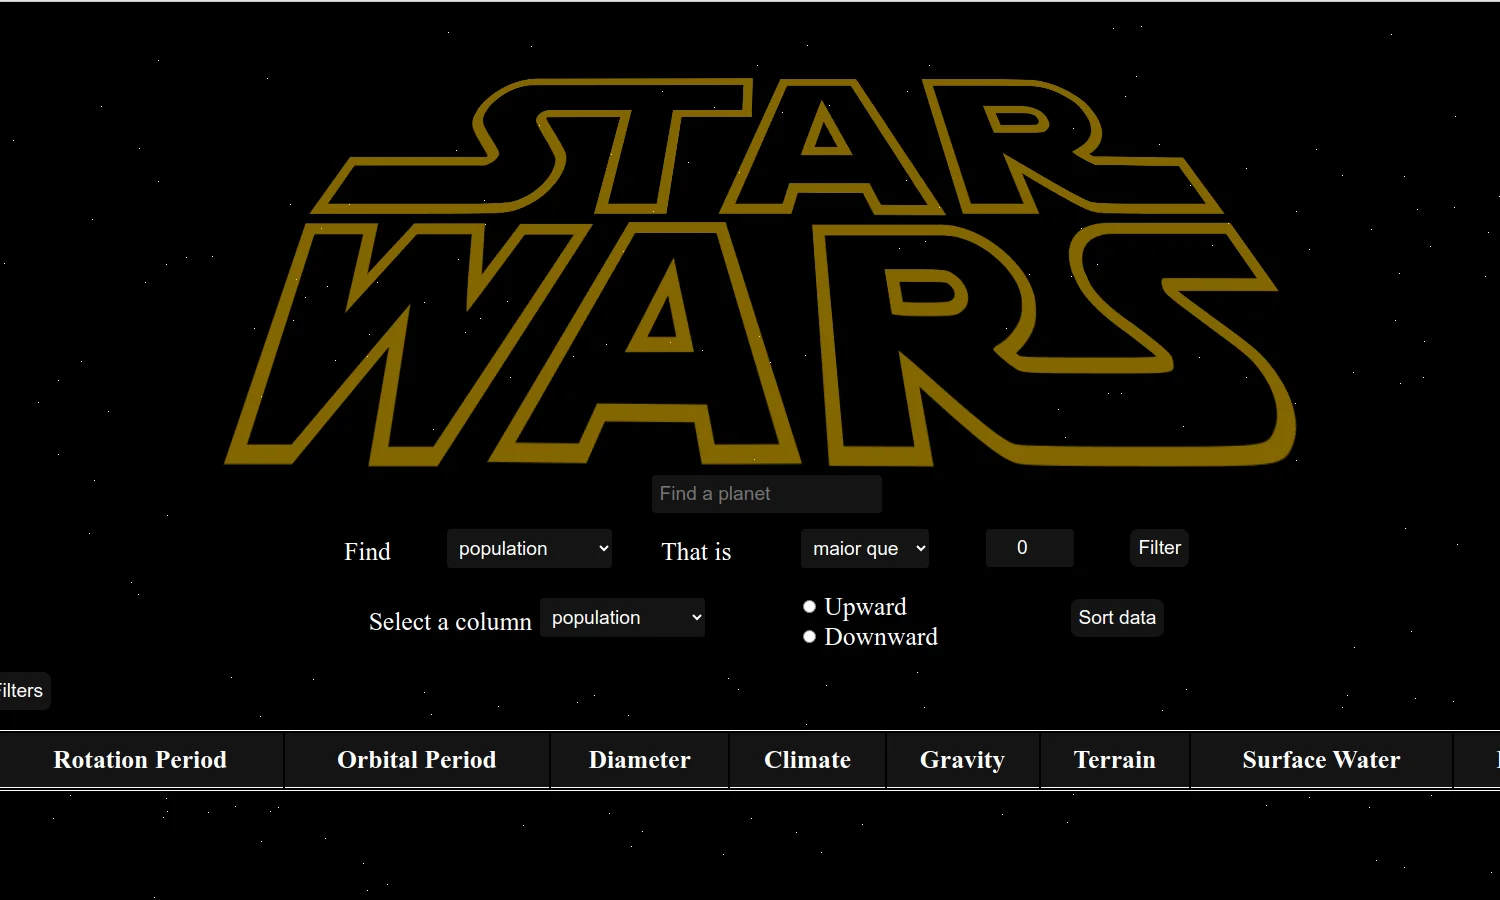 STAR
WARS
Find a planet
Find population That is maior que 0 Filter
Select a column population Upward
Downward
Sort data
ilters
Rotation Period Orbital Period Diameter Climate Gravity Terrain Surface Water